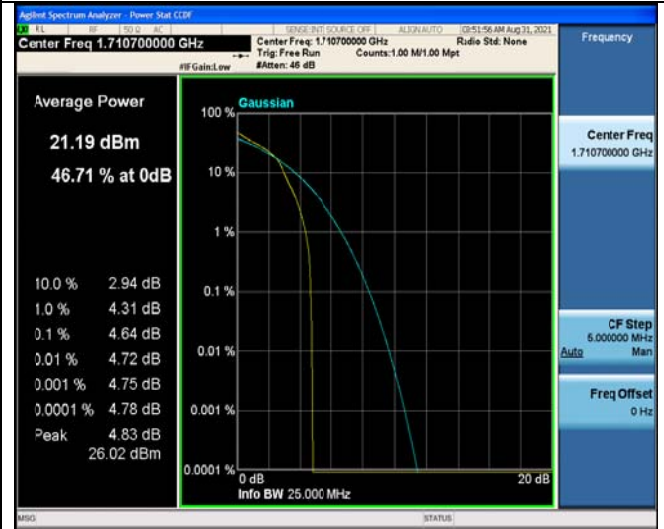 Agilent Spectrum Analyzer - Power Stat CCDF
RL RF 50 Ω AC SENSE:INT SOURCE OFF ALIGN AUTO 03:51:56 AM Aug 31, 2021
Center Freq 1.710700000 GHz
Center Freq: 1.710700000 GHz Radio Std: None
Trig: Free Run Counts:1.00 M/1.00 Mpt
#IFGain:Low #Atten: 46 dB
Frequency
Average Power
21.19 dBm
46.71 % at 0dB
10.0 % 2.94 dB
1.0 % 4.31 dB
0.1 % 4.64 dB
0.01 % 4.72 dB
0.001 % 4.75 dB
0.0001 % 4.78 dB
Peak 4.83 dB
26.02 dBm
Gaussian
100 %
10 %
1 %
0.1 %
0.01 %
0.001 %
0.0001 %
0 dB 20 dB
Info BW 25.000 MHz
Center Freq
1.710700000 GHz
CF Step
5.000000 MHz
Auto Man
Freq Offset
0 Hz
MSG STATUS